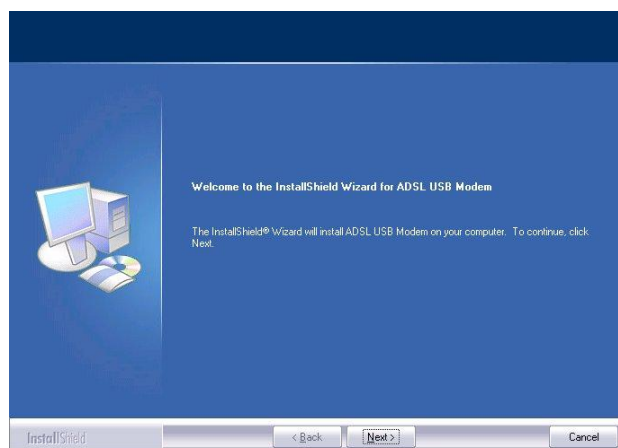 Welcome to the InstallShield Wizard for ADSL USB Modem
The InstallShield® Wizard will install ADSL USB Modem on your computer. To continue, click
Next.
InstallShield
< Back
Next >
Cancel